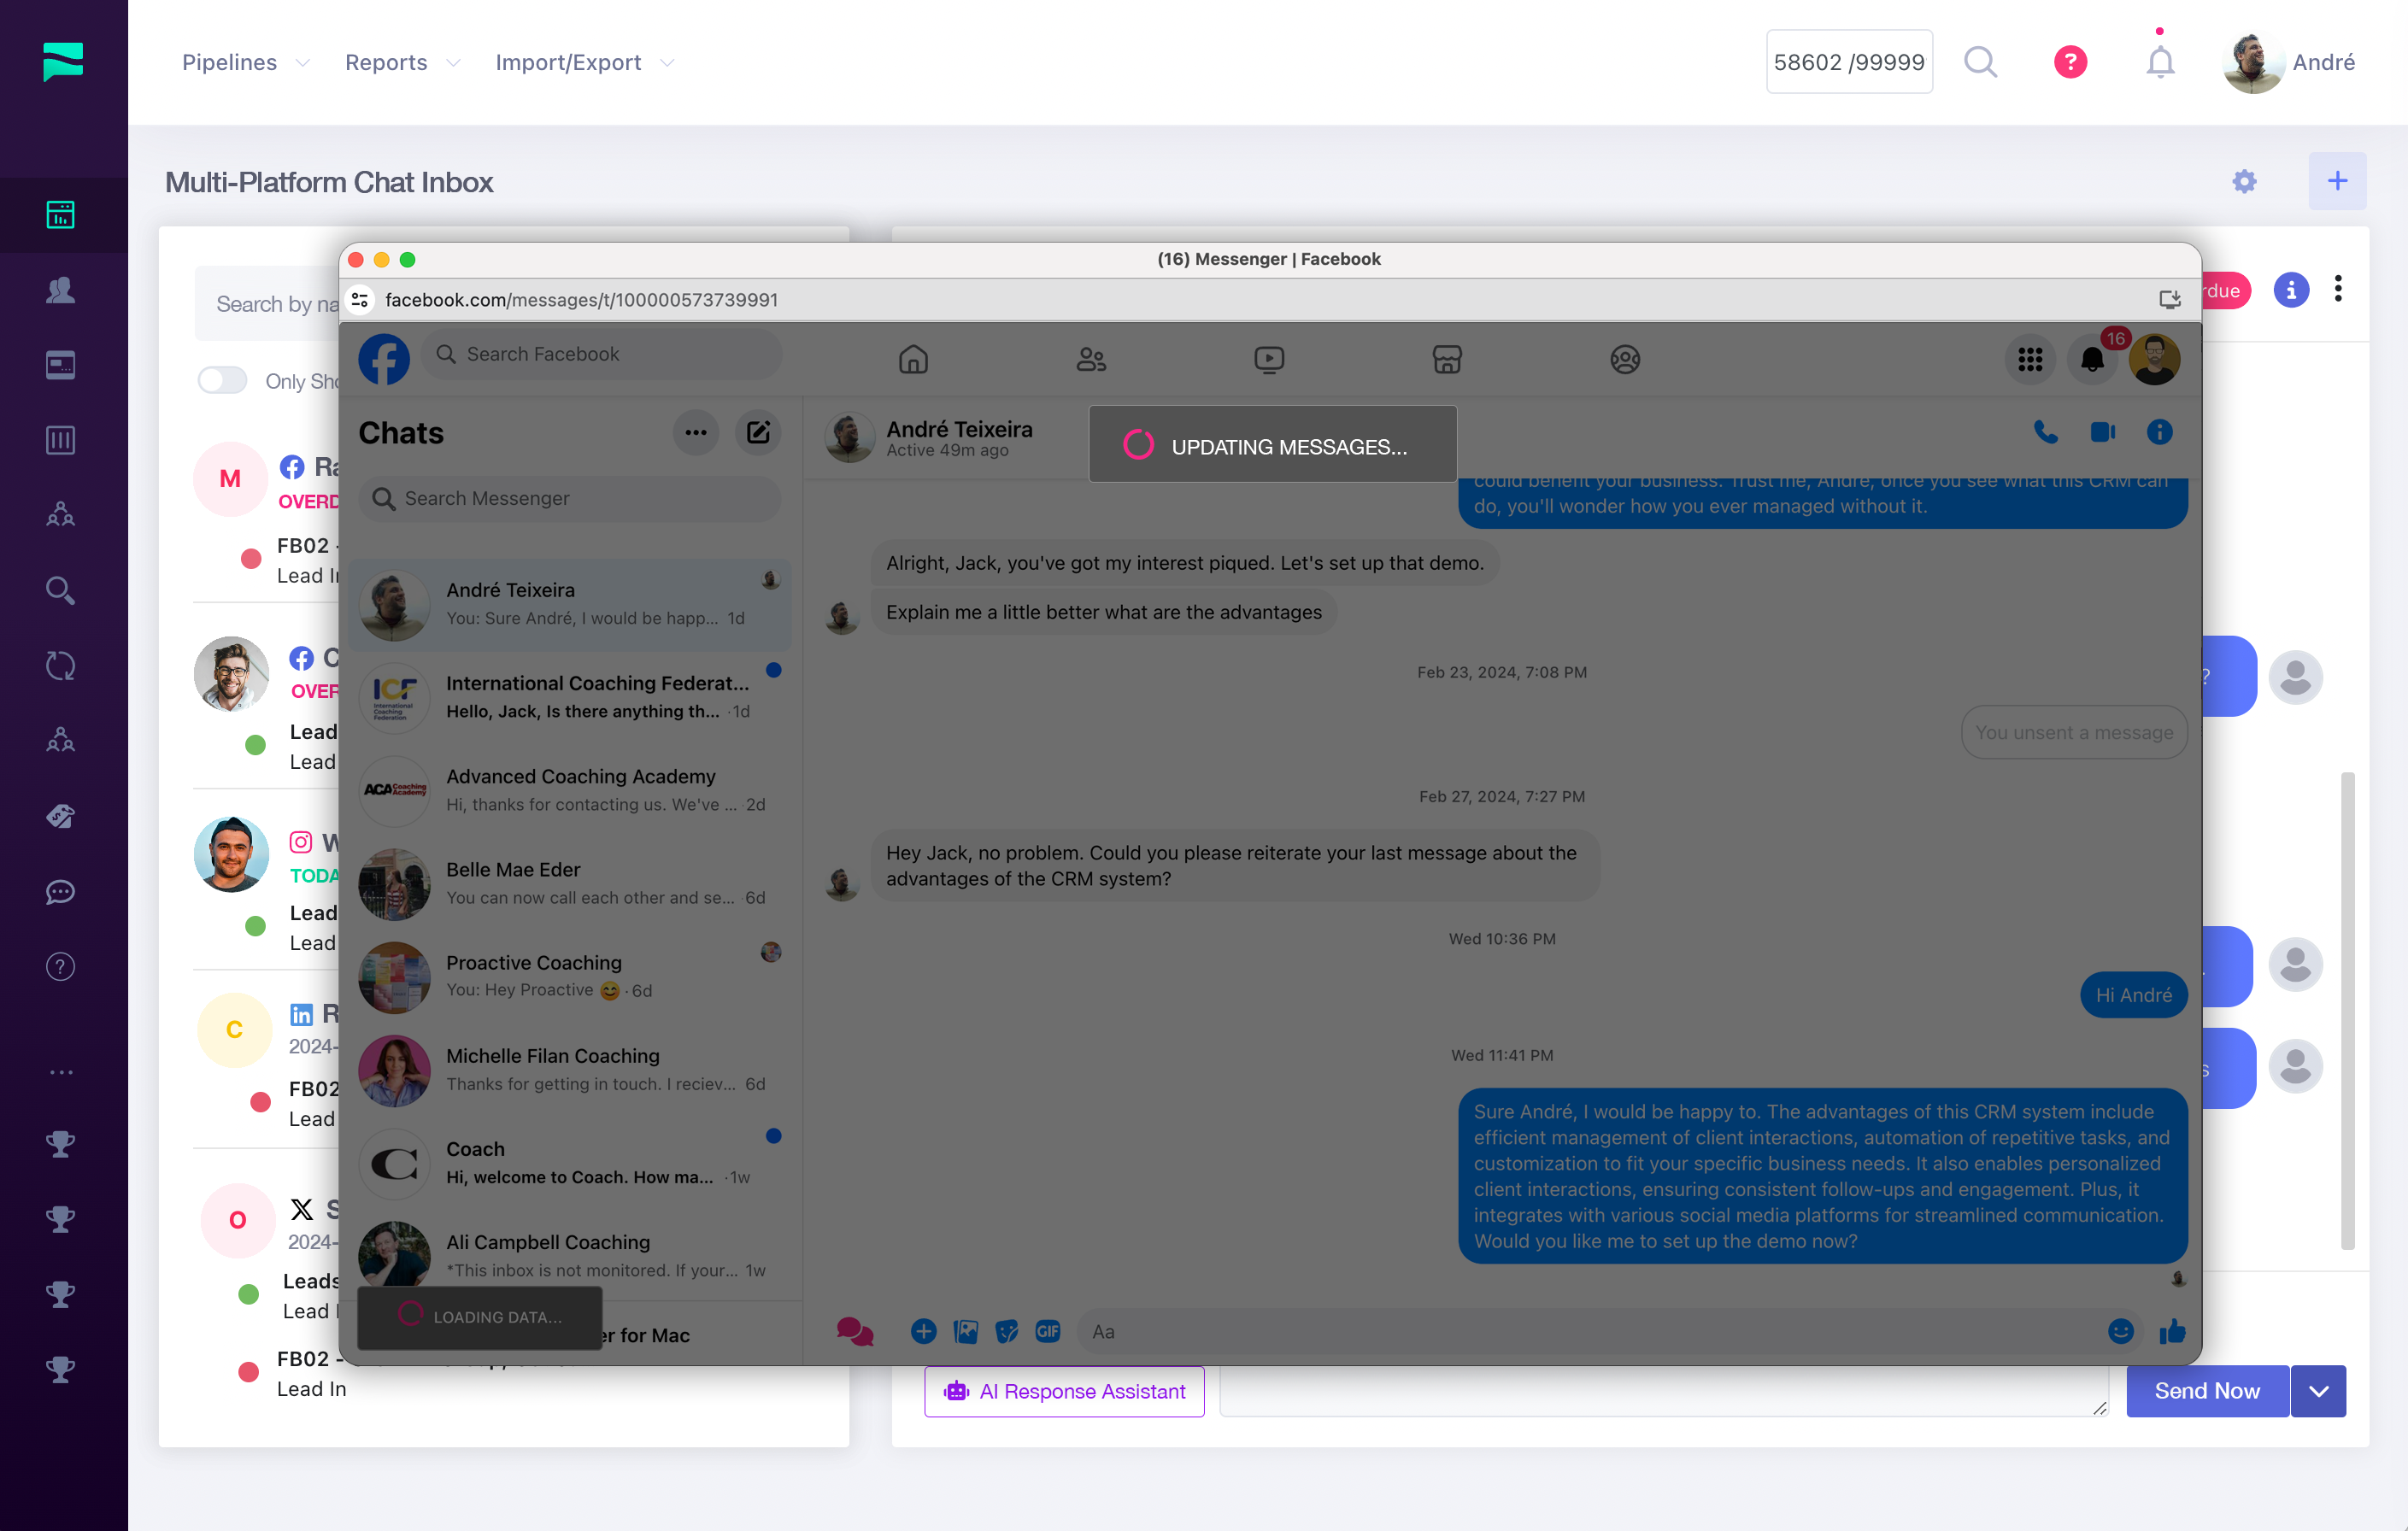 Pipelines
Reports
Import/Export
58602 /99999
?
André
Multi-Platform Chat Inbox
Search by na
Only Sho
M
Ra
OVERD
FB02 -
Lead I
C
OVER
Lead
Lead
W
TODA
Lead
Lead
C
in R
2024-
FB02
Lead
O
X S
2024-
Leads
Lead
FB02 -
Lead In
(16) Messenger | Facebook
facebook.com/messages/t/100000573739991
Search Facebook
16
Chats
Search Messenger
André Teixeira
You: Sure André, I would be happ... 1d
ICF
International
Coaching
Federation
International Coaching Federat...
Hello, Jack, Is there anything th... · 1d
ACA Coaching
Academy
Advanced Coaching Academy
Hi, thanks for contacting us. We've ... · 2d
Belle Mae Eder
You can now call each other and se... · 6d
Proactive Coaching
You: Hey Proactive 😊 · 6d
Michelle Filan Coaching
Thanks for getting in touch. I reciev... 6d
Coach
Hi, welcome to Coach. How ma... · 1w
Ali Campbell Coaching
*This inbox is not monitored. If your... 1w
LOADING DATA...
er for Mac
André Teixeira
Active 49m ago
UPDATING MESSAGES...
could benefit your business. Trust me, André, once you see what this CRM can
do, you'll wonder how you ever managed without it.
Alright, Jack, you've got my interest piqued. Let's set up that demo.
Explain me a little better what are the advantages
Feb 23, 2024, 7:08 PM
You unsent a message
Feb 27, 2024, 7:27 PM
Hey Jack, no problem. Could you please reiterate your last message about the
advantages of the CRM system?
Wed 10:36 PM
Hi André
Wed 11:41 PM
Sure André, I would be happy to. The advantages of this CRM system include
efficient management of client interactions, automation of repetitive tasks, and
customization to fit your specific business needs. It also enables personalized
client interactions, ensuring consistent follow-ups and engagement. Plus, it
integrates with various social media platforms for streamlined communication.
Would you like me to set up the demo now?
GIF
Aa
rdue
?
.
s
AI Response Assistant
Send Now